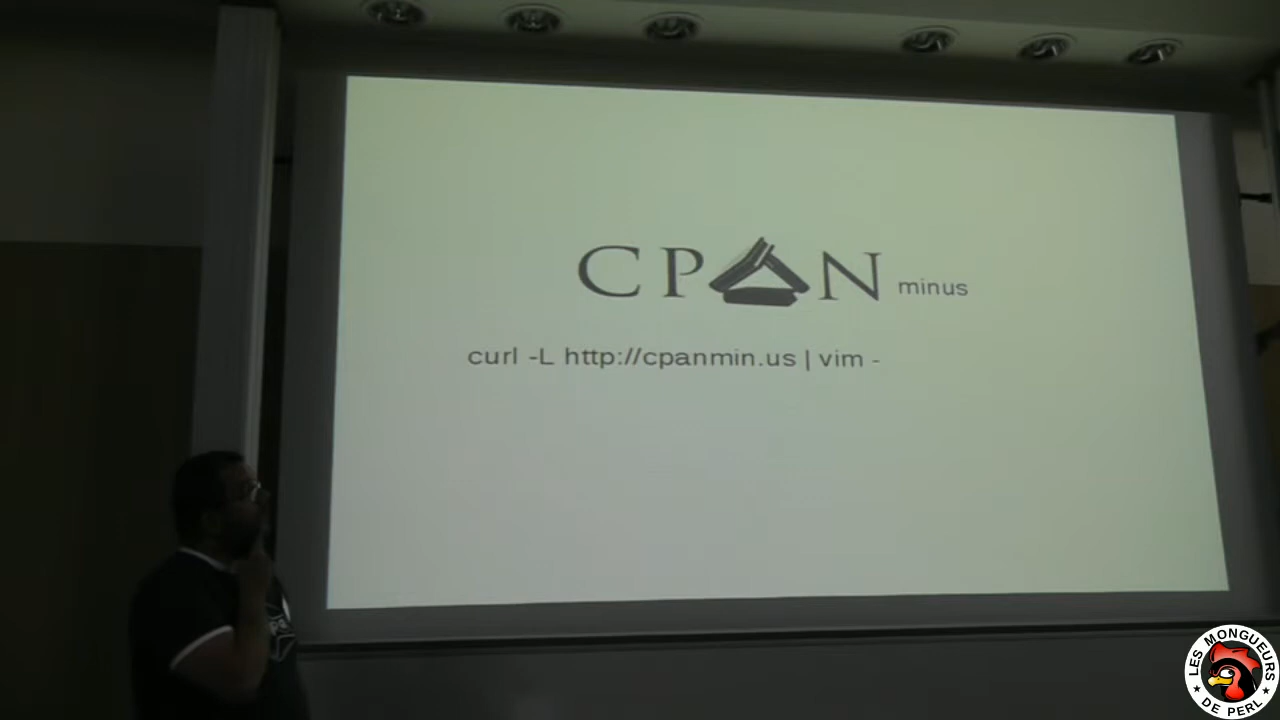 CPAN minus
curl -L http://cpanmin.us | vim -
LES MONGUEURS
★ DE PERL ★